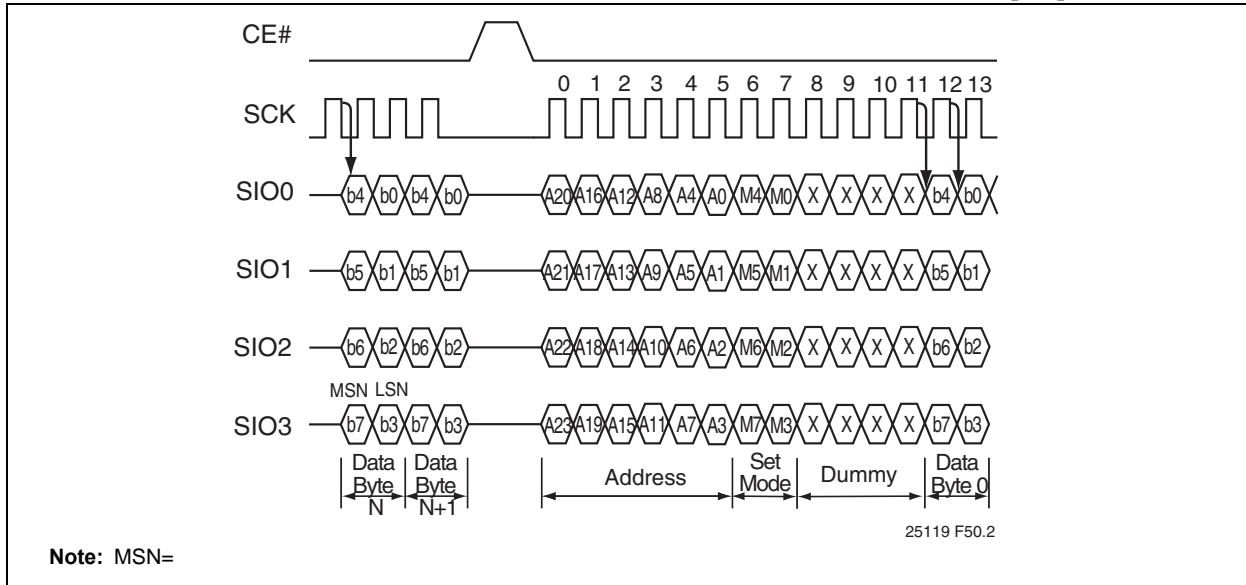 CE#
0 1 2 3 4 5 6 7 8 9 10 11 12 13
SCK
SIO0 b4 b0 b4 b0 A20 A16 A12 A8 A4 A0 M4 M0 X X X X b4 b0
SIO1 b5 b1 b5 b1 A21 A17 A13 A9 A5 A1 M5 M1 X X X X b5 b1
SIO2 b6 b2 b6 b2 A22 A18 A14 A10 A6 A2 M6 M2 X X X X b6 b2
MSN LSN
SIO3 b7 b3 b7 b3 A23 A19 A15 A11 A7 A3 M7 M3 X X X X b7 b3
Data Byte N
Data Byte N+1
Address
Set Mode
Dummy
Data Byte 0
25119 F50.2
Note: MSN=